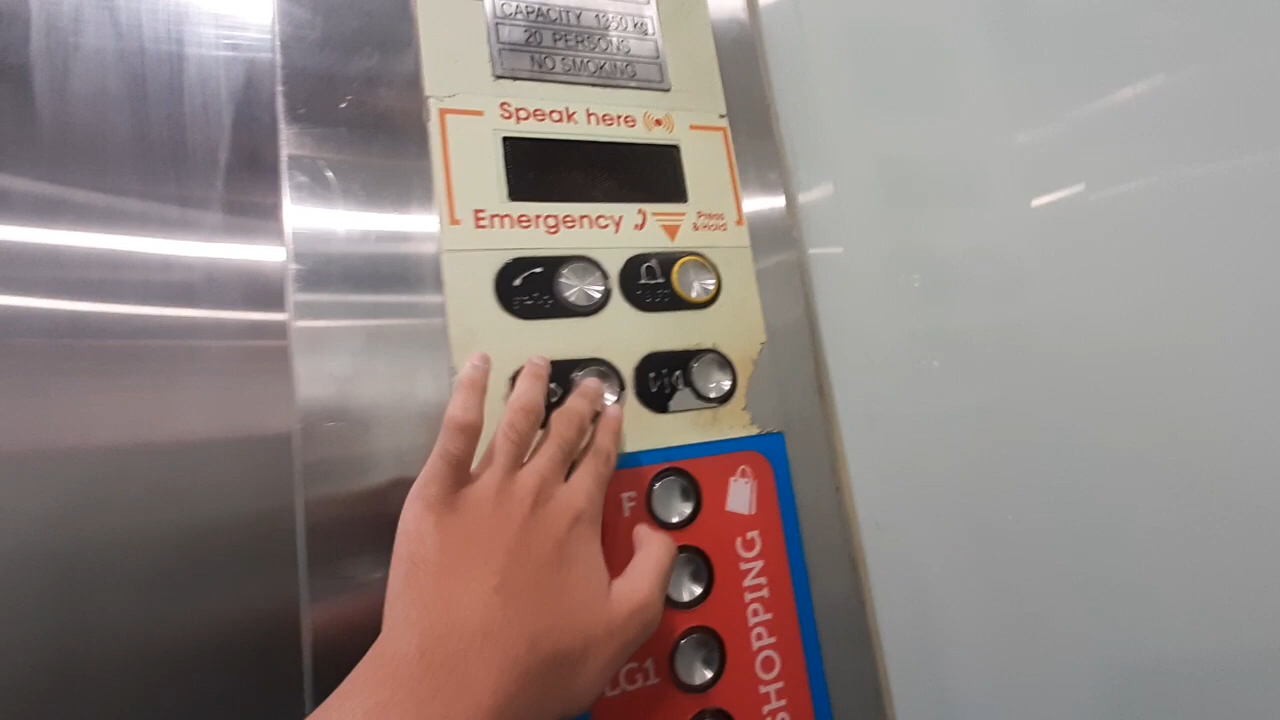 CAPACITY 1350 kg
20 PERSONS
NO SMOKING
Speak here
Emergency
Press
& Hold
F
LG1
SHOPPING